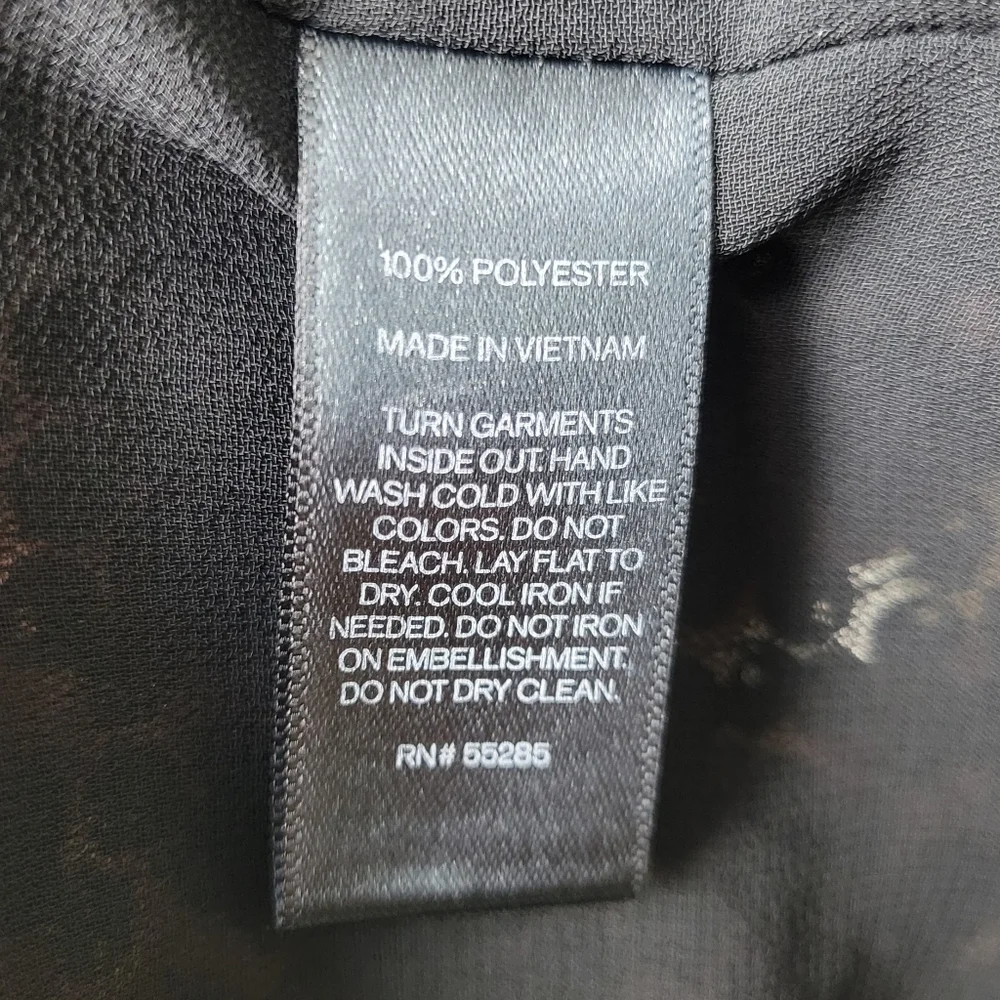 100% POLYESTER
MADE IN VIETNAM
TURN GARMENTS
INSIDE OUT. HAND
WASH COLD WITH LIKE
COLORS. DO NOT
BLEACH. LAY FLAT TO
DRY. COOL IRON IF
NEEDED. DO NOT IRON
ON EMBELLISHMENT.
DO NOT DRY CLEAN.
RN# 55285